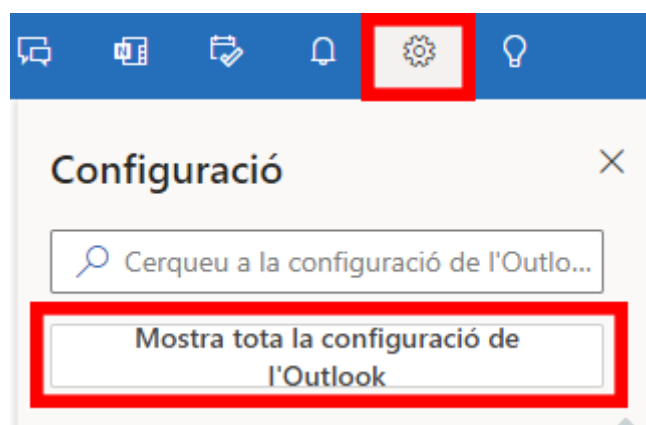 Configuració
Cerqueu a la configuració de l'Outlo...
Mostra tota la configuració de
l'Outlook